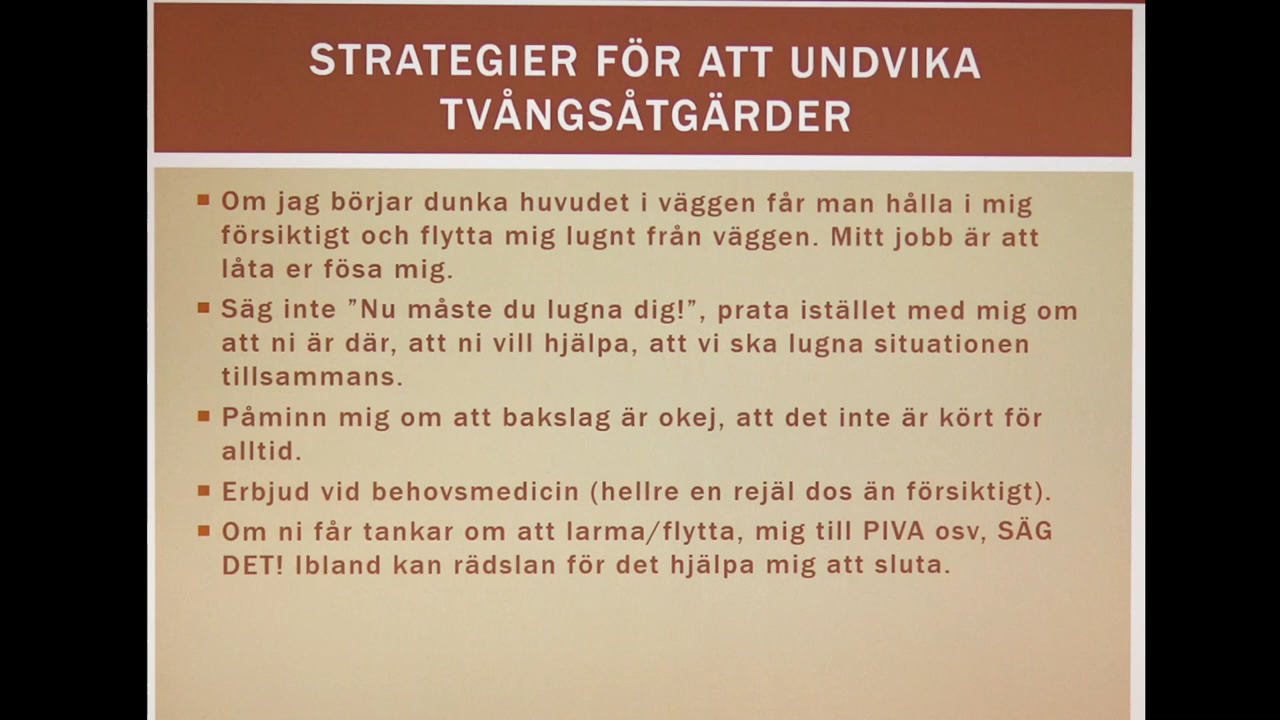 STRATEGIER FÖR ATT UNDVIKA
TVÅNGSÅTGÄRDER
▪ Om jag börjar dunka huvudet i väggen får man hålla i mig
försiktigt och flytta mig lugnt från väggen. Mitt jobb är att
låta er fösa mig.
▪ Säg inte ”Nu måste du lugna dig!”, prata istället med mig om
att ni är där, att ni vill hjälpa, att vi ska lugna situationen
tillsammans.
▪ Påminn mig om att bakslag är okej, att det inte är kört för
alltid.
▪ Erbjud vid behovsmedicin (hellre en rejäl dos än försiktigt).
▪ Om ni får tankar om att larma/flytta, mig till PIVA osv, SÄG
DET! Ibland kan rädslan för det hjälpa mig att sluta.